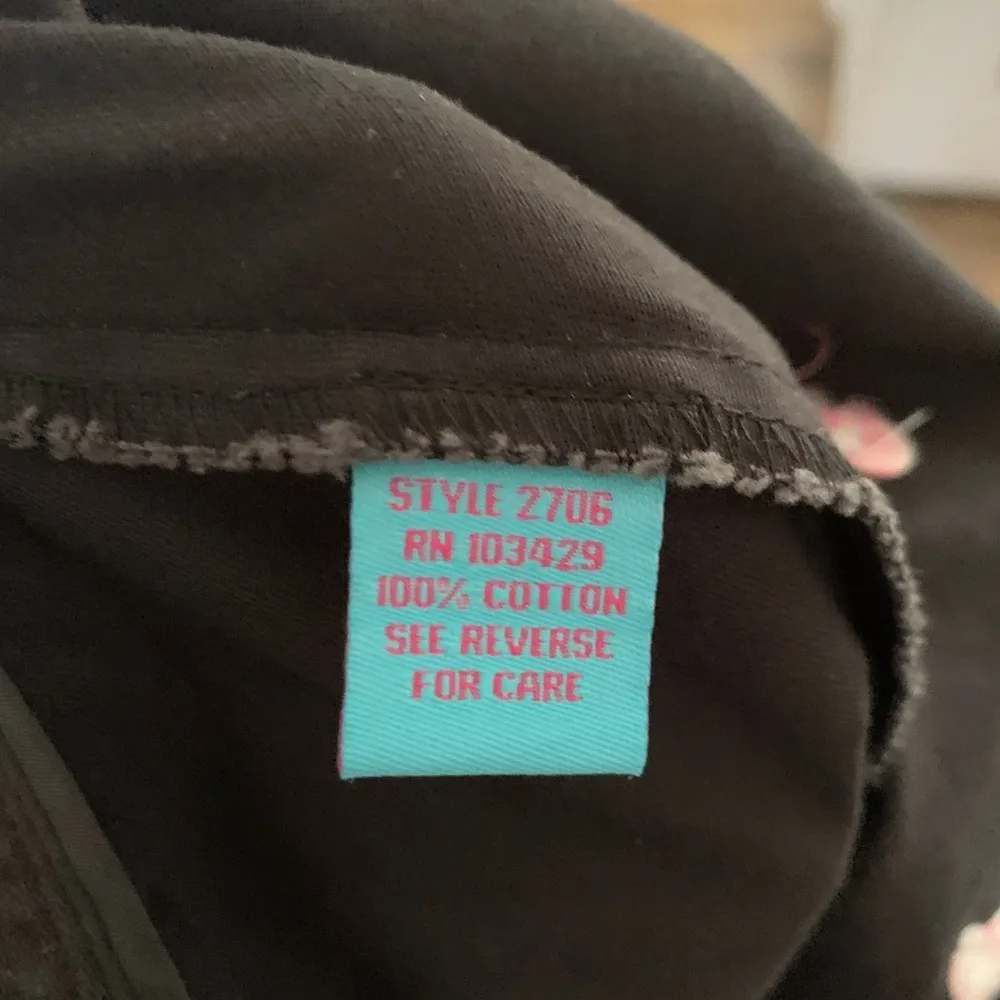 STYLE 2706
RN 103429
100% COTTON
SEE REVERSE
FOR CARE